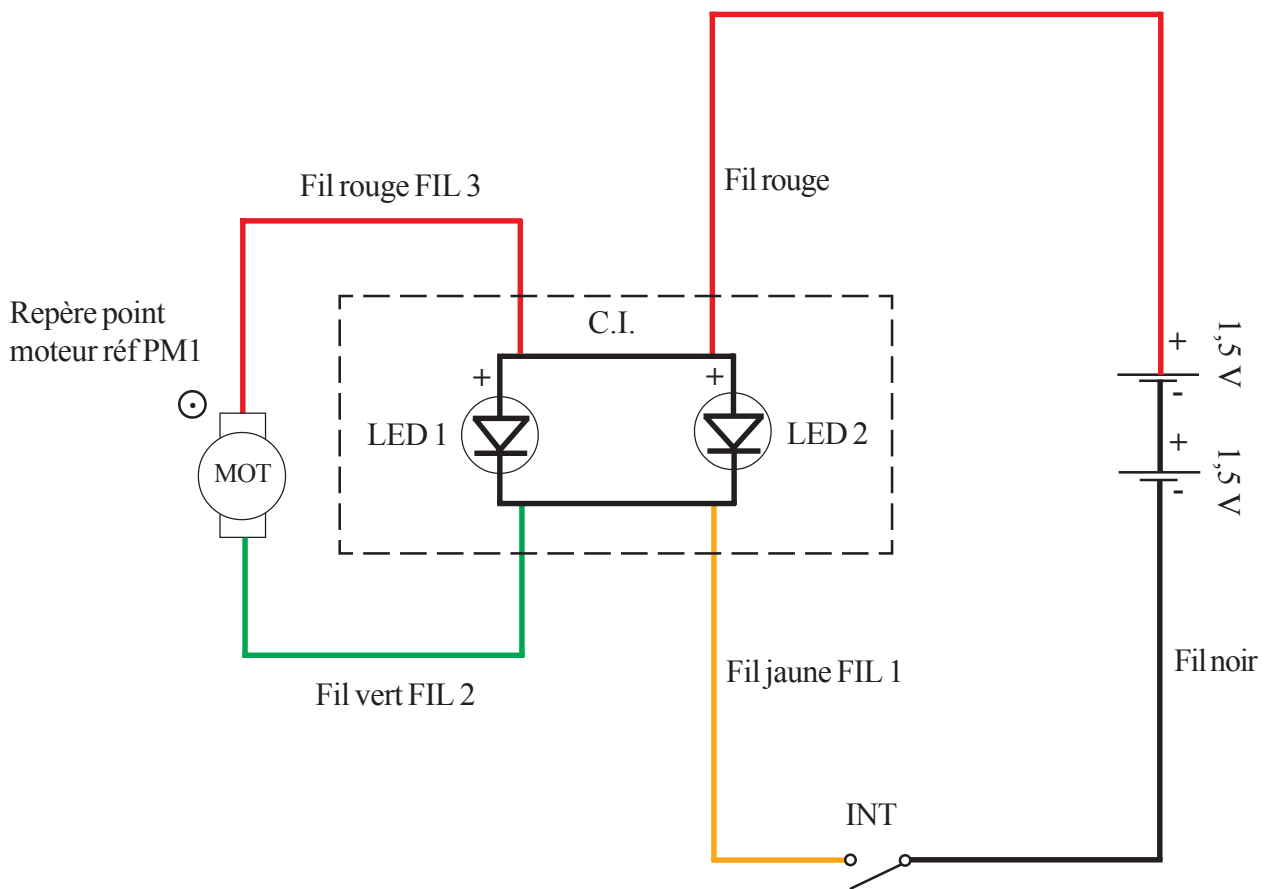 Fil rouge FIL 3
Fil rouge
Repère point
moteur réf PM1
C.I.
+
+
LED 1
LED 2
MOT
+
-
1,5 V
+
-
1,5 V
Fil vert FIL 2
Fil jaune FIL 1
Fil noir
INT